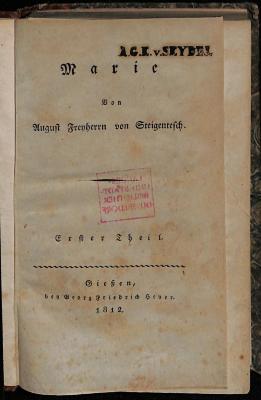 A.G.E. v. SEYDEL.
Marie
Von
August Freyherrn von Steigentesch.
Erster Theil.
Gießen,
bey Georg Friedrich Heyer.
1812.